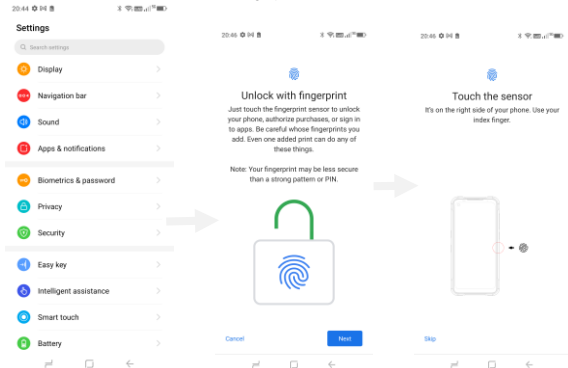 20:44
Settings
Search settings
Display
Navigation bar
Sound
Apps & notifications
Biometrics & password
Privacy
Security
Easy key
Intelligent assistance
Smart touch
Battery
20:46
Unlock with fingerprint
Just touch the fingerprint sensor to unlock
your phone, authorize purchases, or sign in
to apps. Be careful whose fingerprints you
add. Even one added print can do any of
these things.
Note: Your fingerprint may be less secure
than a strong pattern or PIN.
Cancel
Next
20:46
Touch the sensor
It's on the right side of your phone. Use your
index finger.
Skip